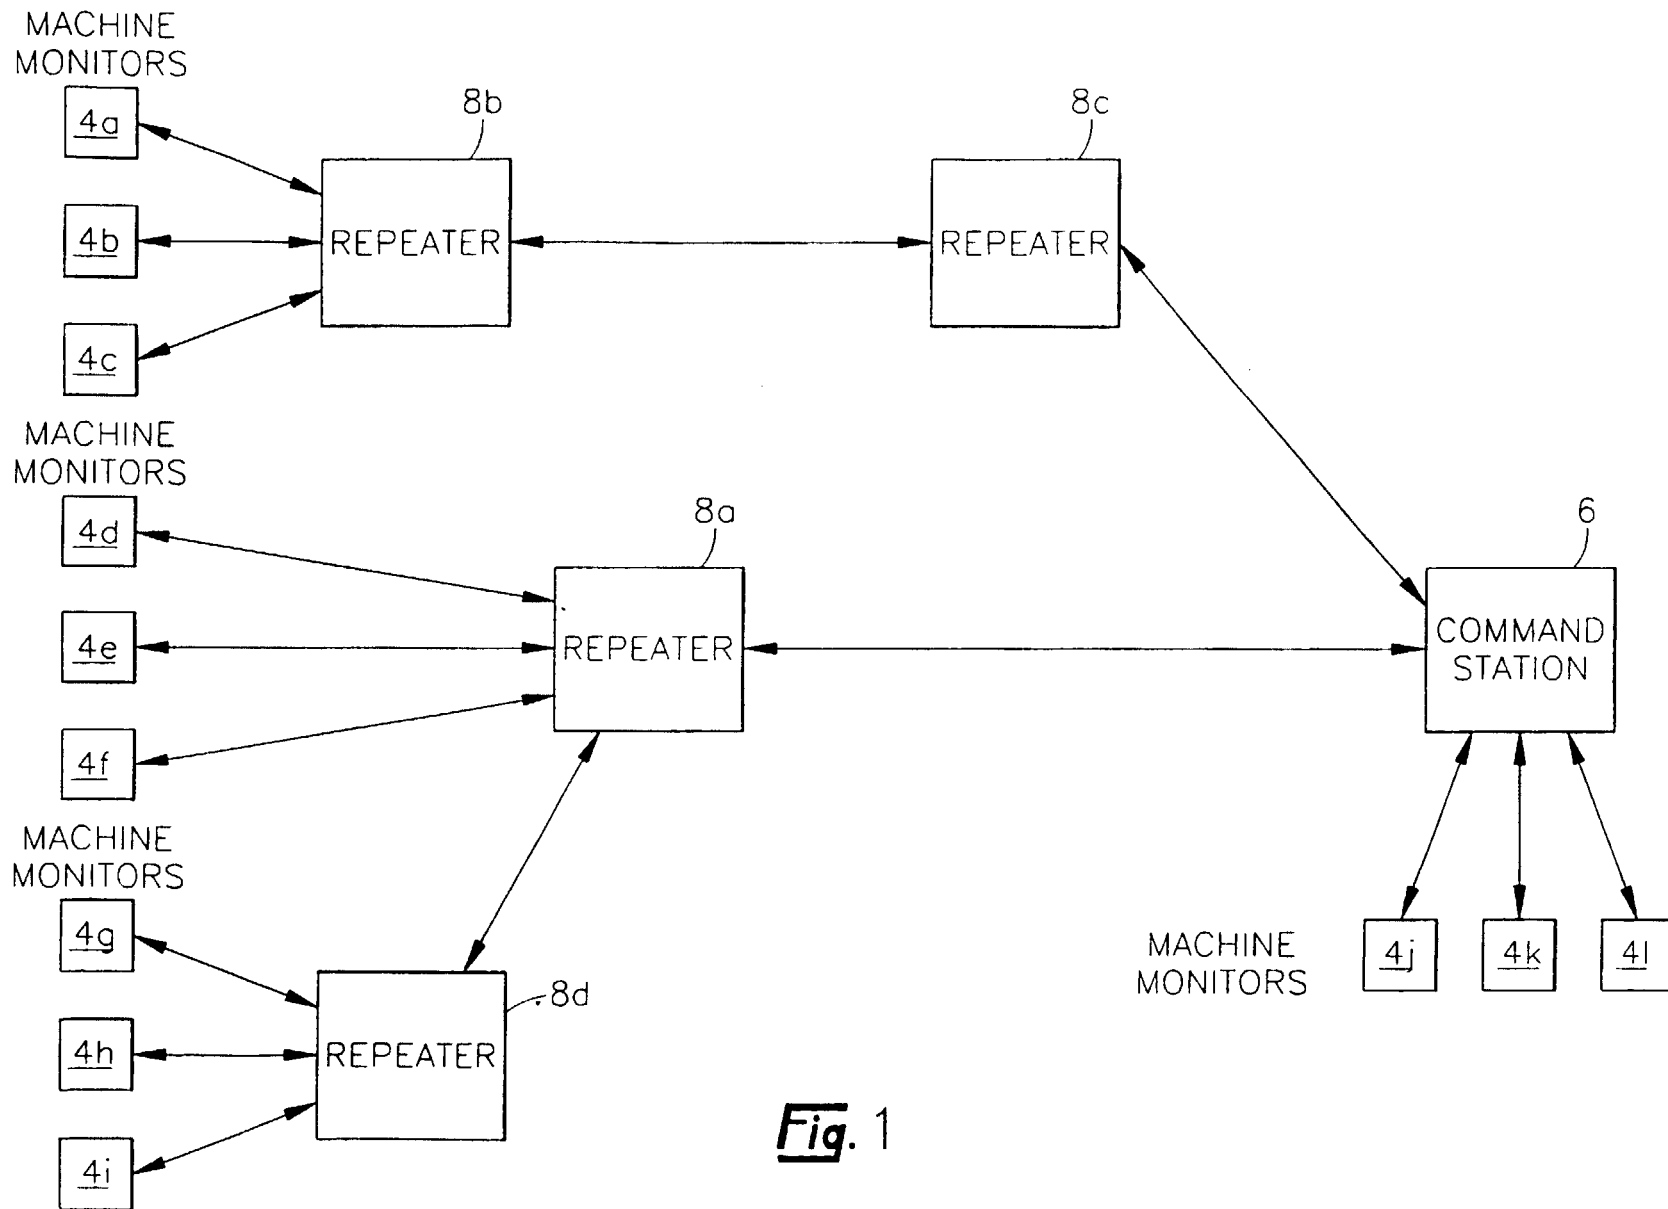 MACHINE
MONITORS
4a
4b
4c
8b
REPEATER
8c
REPEATER
MACHINE
MONITORS
4d
4e
4f
8a
REPEATER
6
COMMAND
STATION
MACHINE
MONITORS
4g
4h
4i
8d
REPEATER
MACHINE
MONITORS
4j
4k
4l
Fig. 1